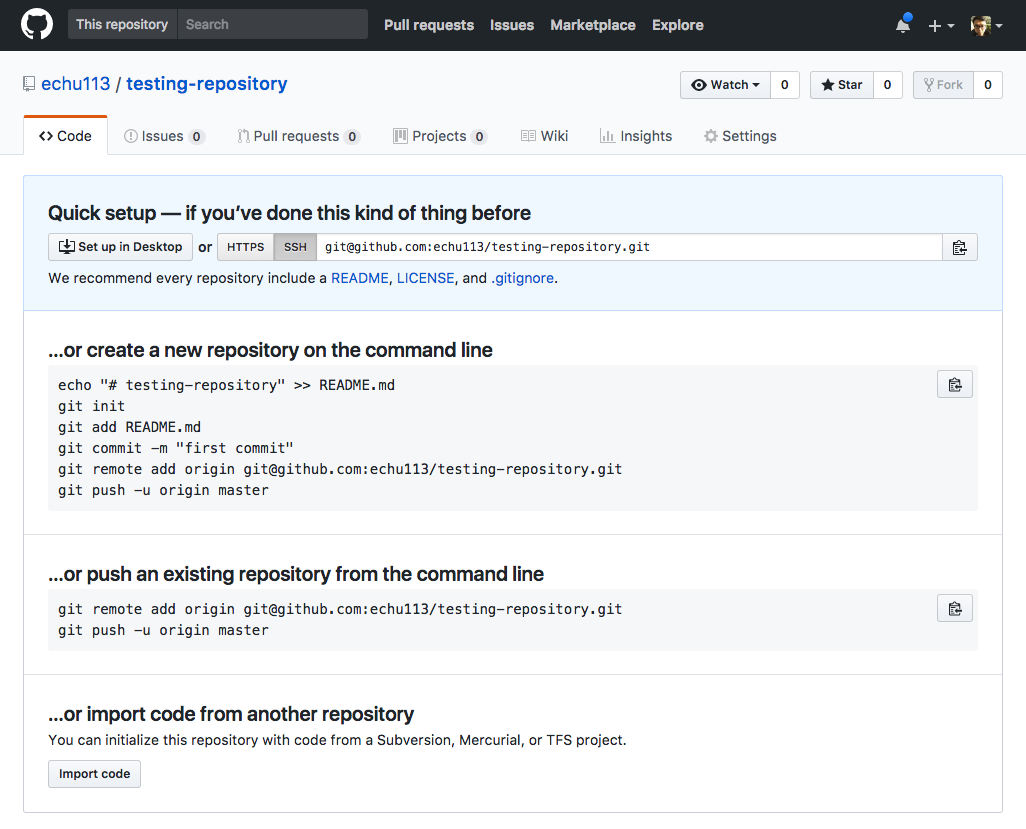 This repository Search Pull requests Issues Marketplace Explore
echu113 / testing-repository Watch 0 Star 0 Fork 0
Code Issues 0 Pull requests 0 Projects 0 Wiki Insights Settings
Quick setup — if you’ve done this kind of thing before
Set up in Desktop or HTTPS SSH git@github.com:echu113/testing-repository.git
We recommend every repository include a README, LICENSE, and .gitignore.
…or create a new repository on the command line
echo "# testing-repository" >> README.md
git init
git add README.md
git commit -m "first commit"
git remote add origin git@github.com:echu113/testing-repository.git
git push -u origin master
…or push an existing repository from the command line
git remote add origin git@github.com:echu113/testing-repository.git
git push -u origin master
…or import code from another repository
You can initialize this repository with code from a Subversion, Mercurial, or TFS project.
Import code